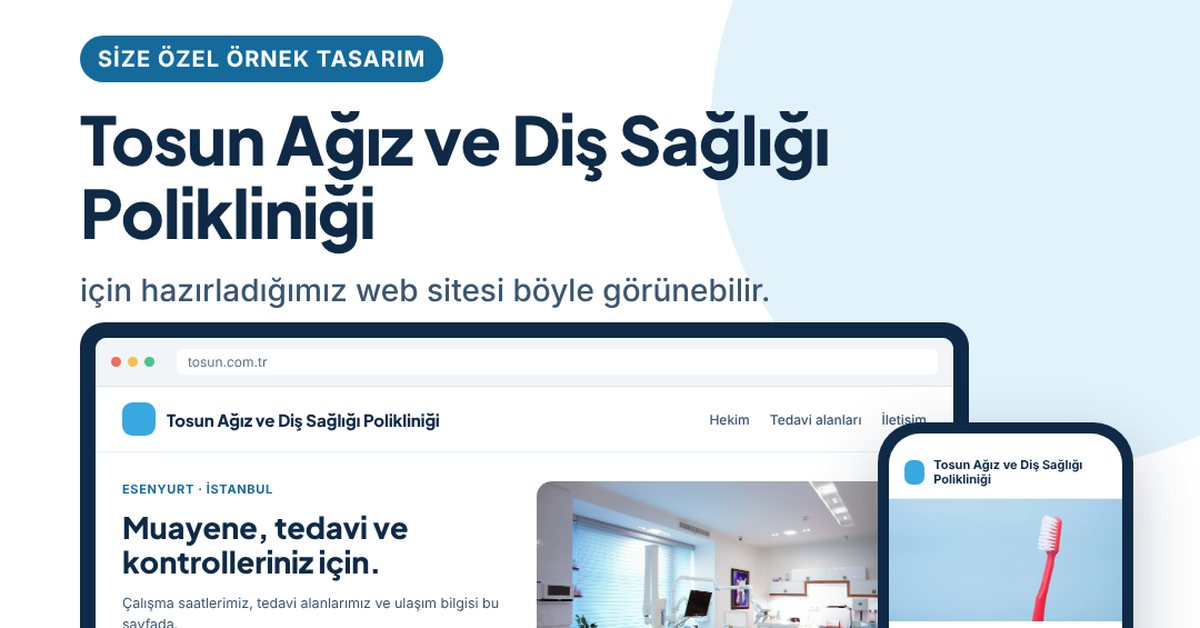 SİZE ÖZEL ÖRNEK TASARIM
Tosun Ağız ve Diş Sağlığı
Polikliniği
için hazırladığımız web sitesi böyle görünebilir.
tosun.com.tr
Tosun Ağız ve Diş Sağlığı Polikliniği
Hekim Tedavi alanları İletişim
Tosun Ağız ve Diş Sağlığı
Polikliniği
ESENYURT · İSTANBUL
Muayene, tedavi ve
kontrolleriniz için.
Çalışma saatlerimiz, tedavi alanlarımız ve ulaşım bilgisi bu
sayfada.